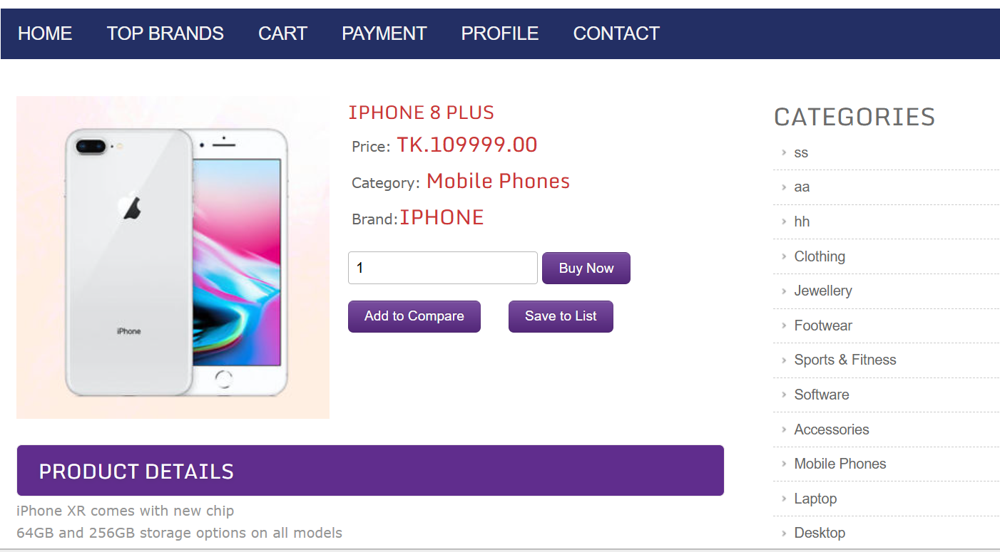 HOME TOP BRANDS CART PAYMENT PROFILE CONTACT
IPHONE 8 PLUS
Price: TK.109999.00
Category: Mobile Phones
Brand:IPHONE
1 Buy Now
Add to Compare Save to List
iPhone
PRODUCT DETAILS
iPhone XR comes with new chip
64GB and 256GB storage options on all models
CATEGORIES
ss
aa
hh
Clothing
Jewellery
Footwear
Sports & Fitness
Software
Accessories
Mobile Phones
Laptop
Desktop